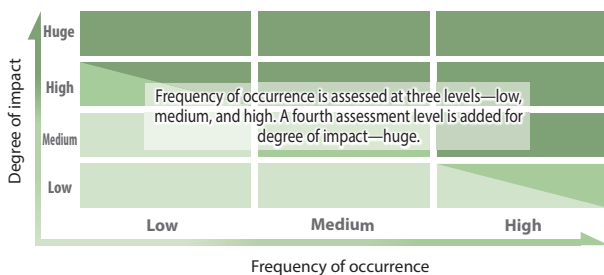 Degree of impact
Huge
High
Medium
Low
Frequency of occurrence is assessed at three levels—low,
medium, and high. A fourth assessment level is added for
degree of impact—huge.
Low Medium High
Frequency of occurrence